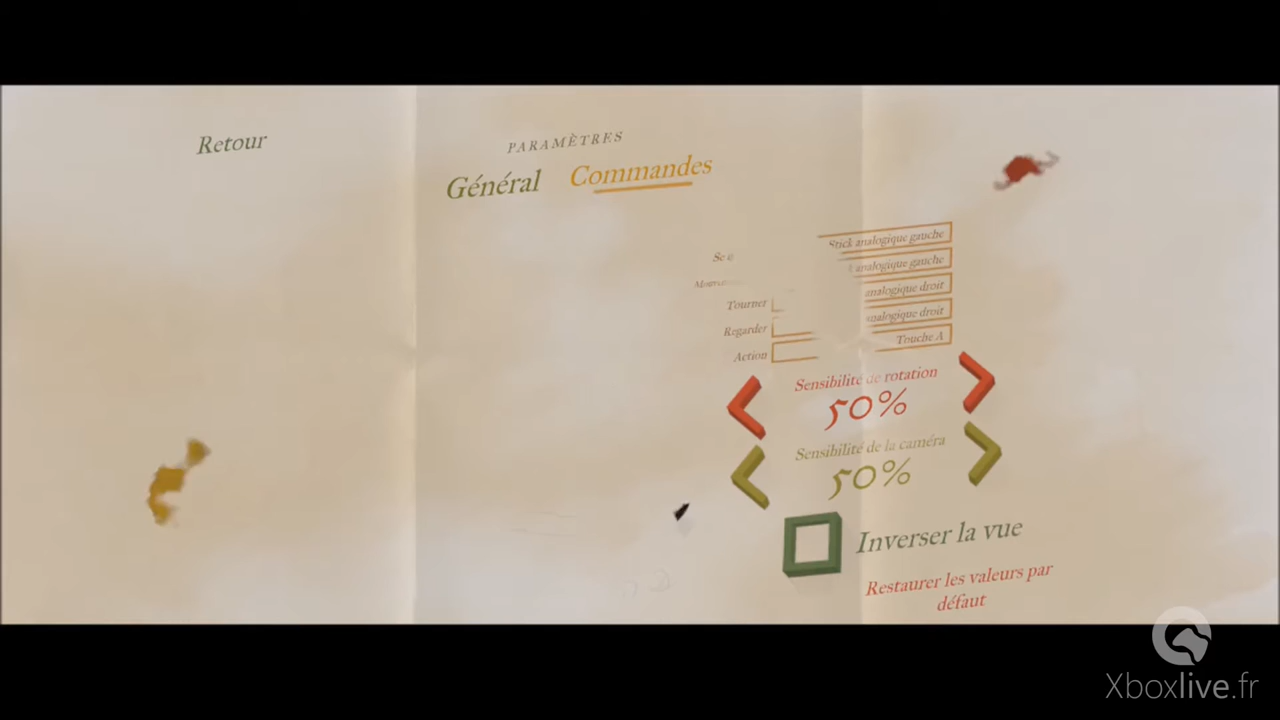 Retour
PARAMÈTRES
Général Commandes
Stick analogique gauche
Se
analogique gauche
Tourner analogique droit
Regarder analogique droit
Action Touche A
Sensibilité de rotation
50%
Sensibilité de la caméra
50%
Inverser la vue
Restaurer les valeurs par
défaut
Xboxlive.fr